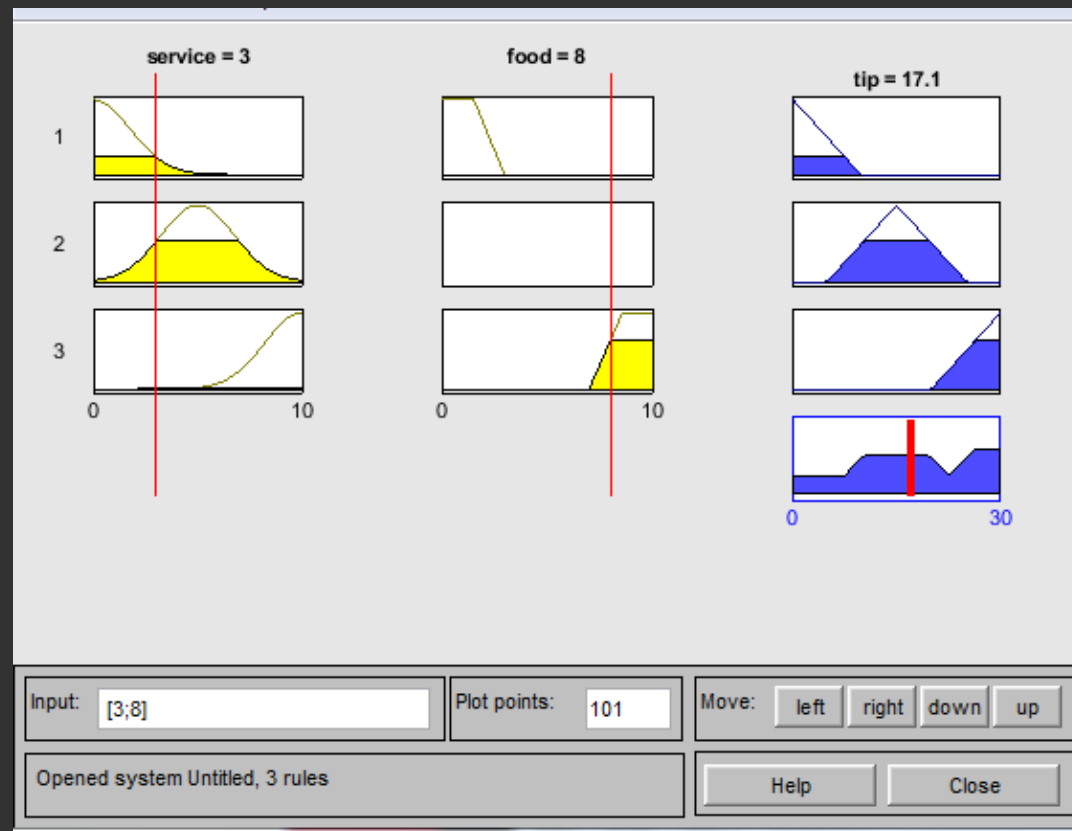 service = 3
food = 8
tip = 17.1
1
2
3
0
10
0
10
0
30
Input:
[3;8]
Plot points:
101
Move:
left
right
down
up
Opened system Untitled, 3 rules
Help
Close